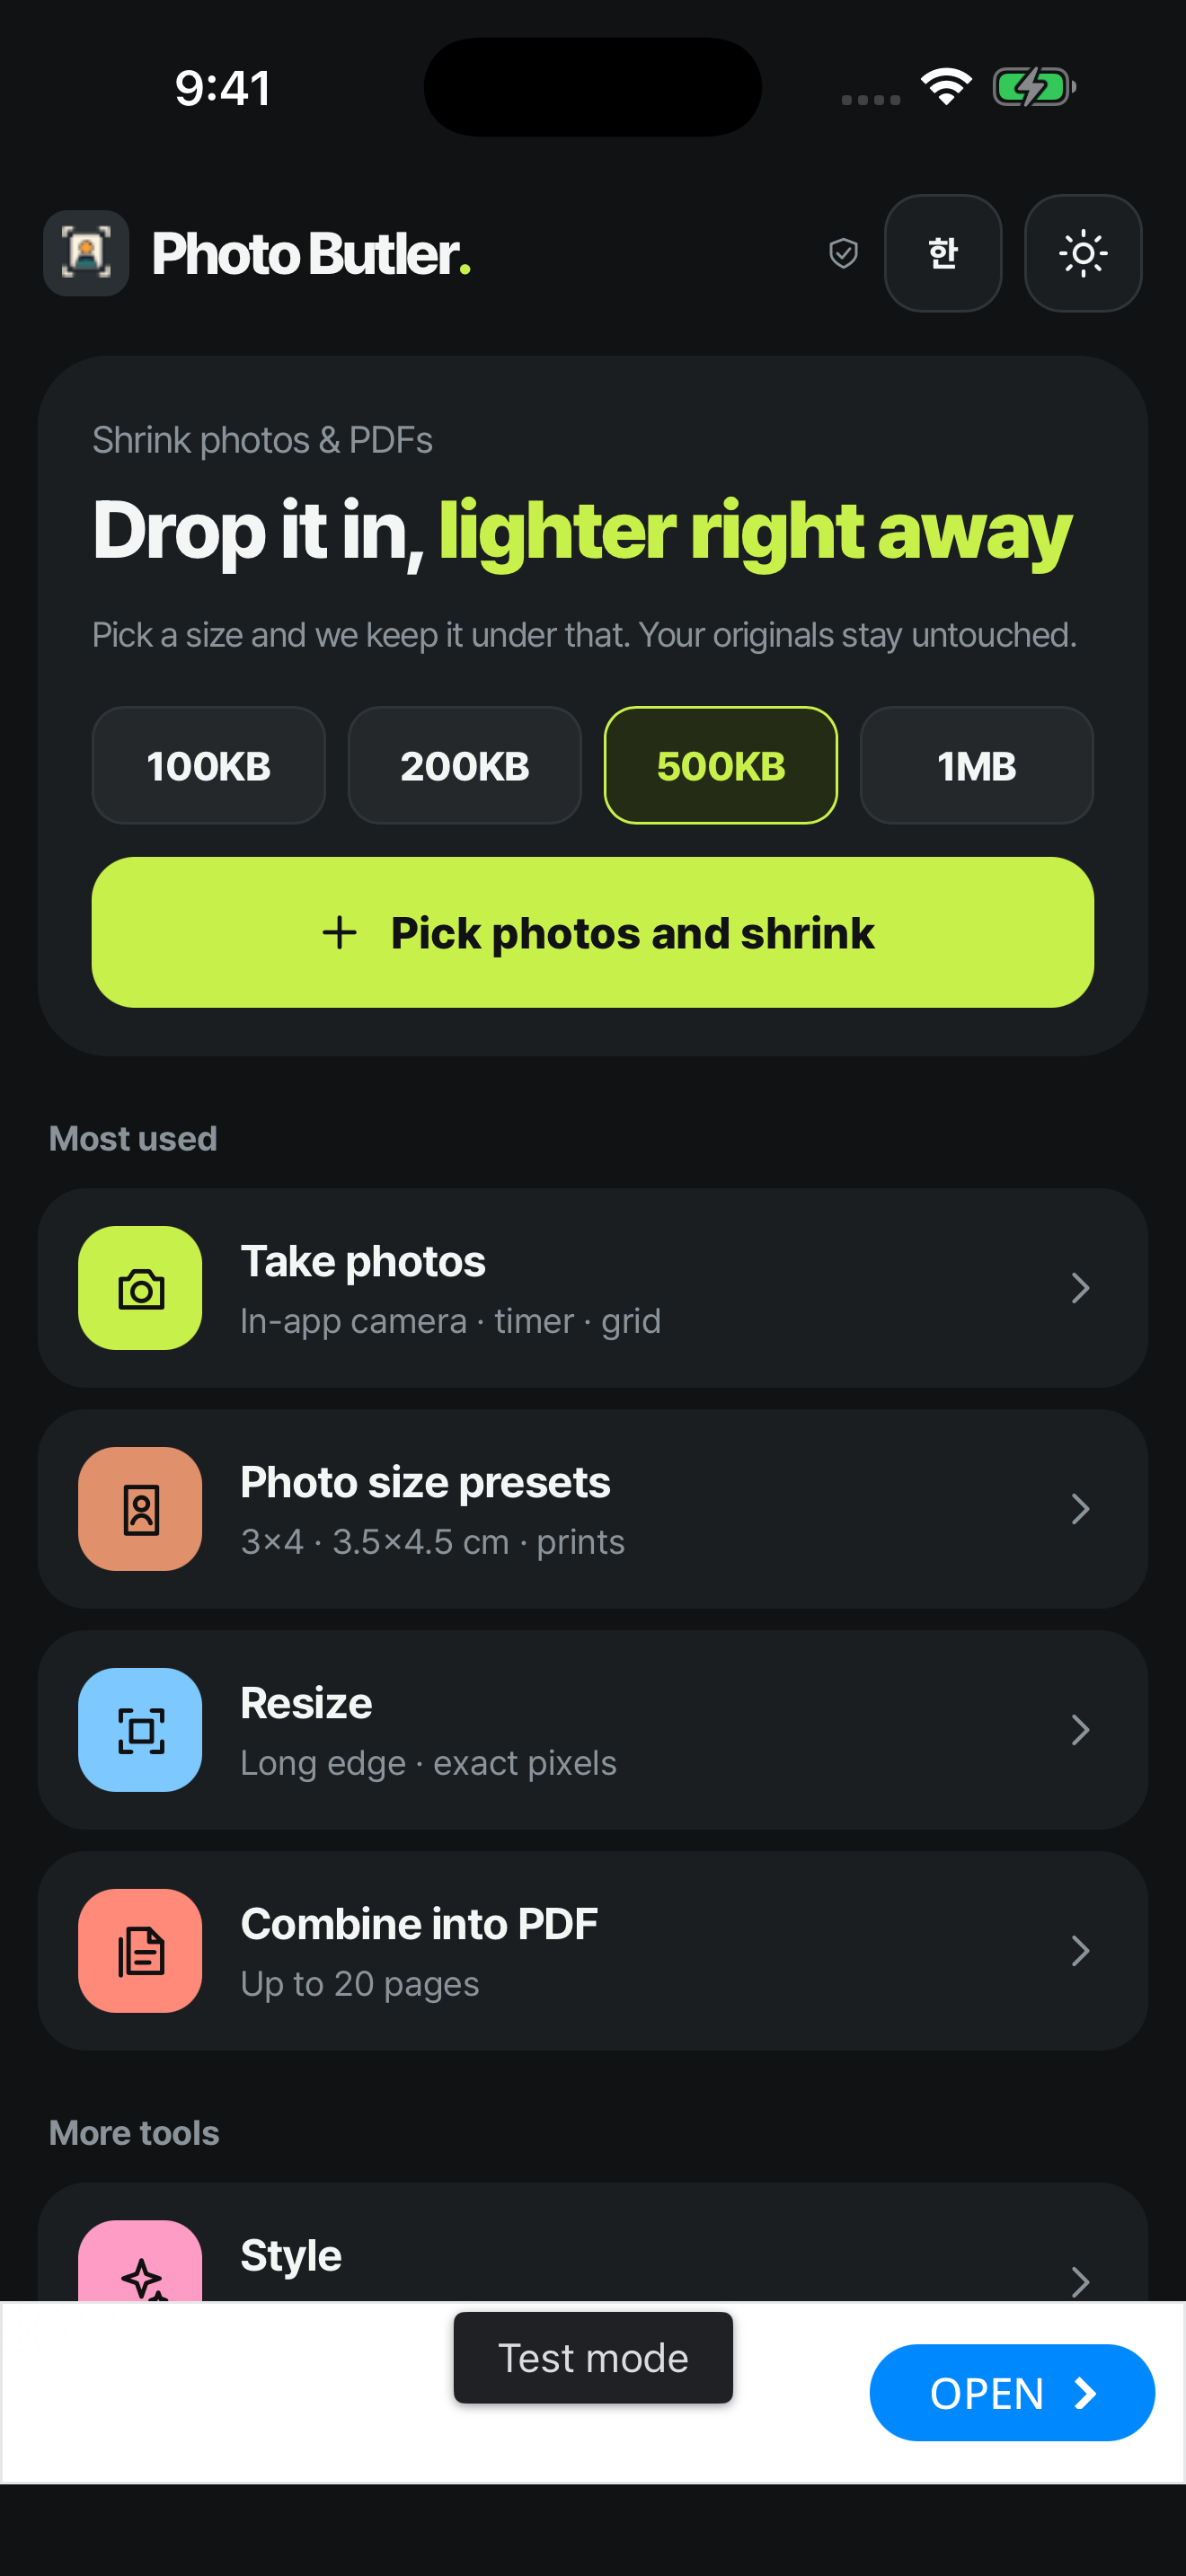 9:41
Photo Butler.
한
Shrink photos & PDFs
Drop it in, lighter right away
Pick a size and we keep it under that. Your originals stay untouched.
100KB 200KB 500KB 1MB
+ Pick photos and shrink
Most used
Take photos
In-app camera · timer · grid
Photo size presets
3×4 · 3.5×4.5 cm · prints
Resize
Long edge · exact pixels
Combine into PDF
Up to 20 pages
More tools
Style
Test mode
OPEN